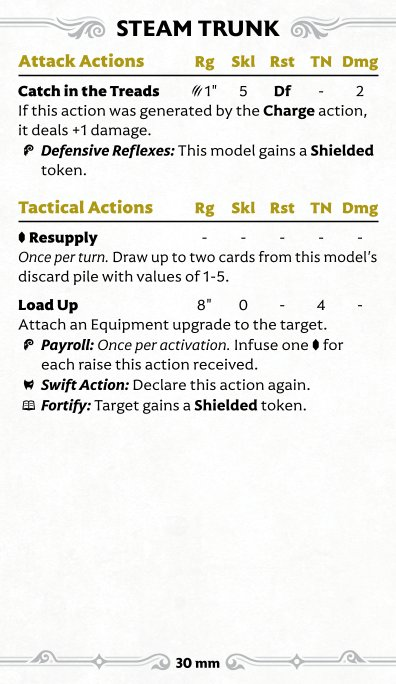 STEAM TRUNK
Attack Actions Rg Skl Rst TN Dmg
Catch in the Treads 1" 5 Df - 2
If this action was generated by the Charge action,
it deals +1 damage.
Defensive Reflexes: This model gains a Shielded
token.
Tactical Actions Rg Skl Rst TN Dmg
Resupply - - - - -
Once per turn. Draw up to two cards from this model's
discard pile with values of 1-5.
Load Up 8" 0 - 4 -
Attach an Equipment upgrade to the target.
Payroll: Once per activation. Infuse one for
each raise this action received.
Swift Action: Declare this action again.
Fortify: Target gains a Shielded token.
30 mm